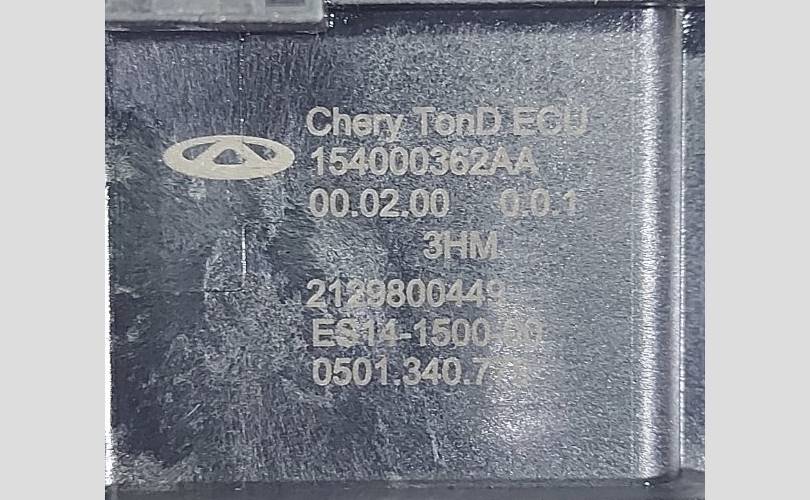 Chery TonD ECU
154000362AA
00.02.00 0.0.1
3HM
2129800449